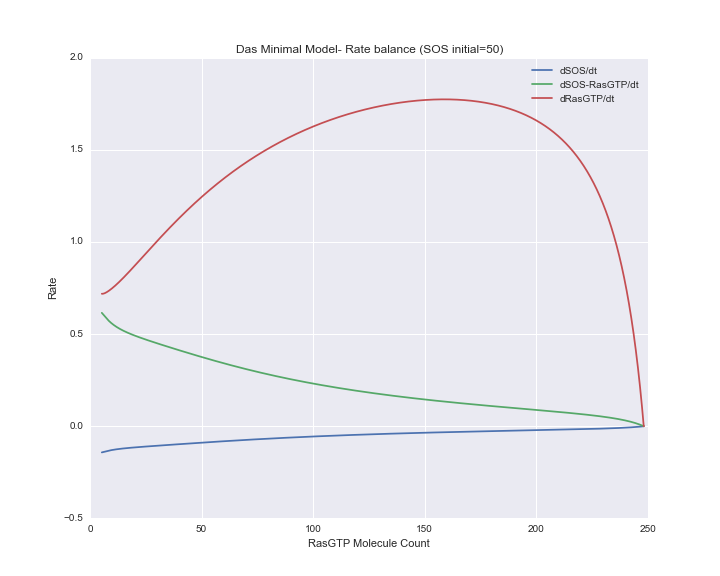 Das Minimal Model- Rate balance (SOS initial=50)
dSOS/dt
dSOS-RasGTP/dt
dRasGTP/dt
2.0
1.5
1.0
0.5
0.0
−0.5
Rate
0 50 100 150 200 250
RasGTP Molecule Count